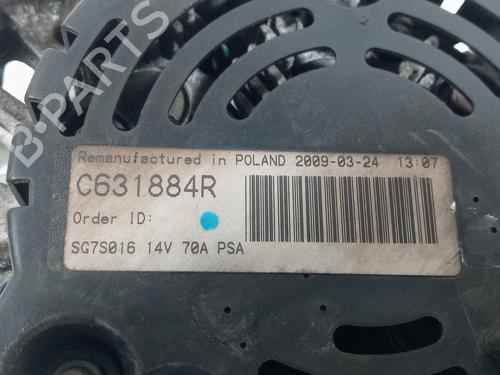 B-PARTS
Remanufactured in POLAND 2009-03-24 13:07
C631884R
Order ID:
SG7S016 14V 70A PSA